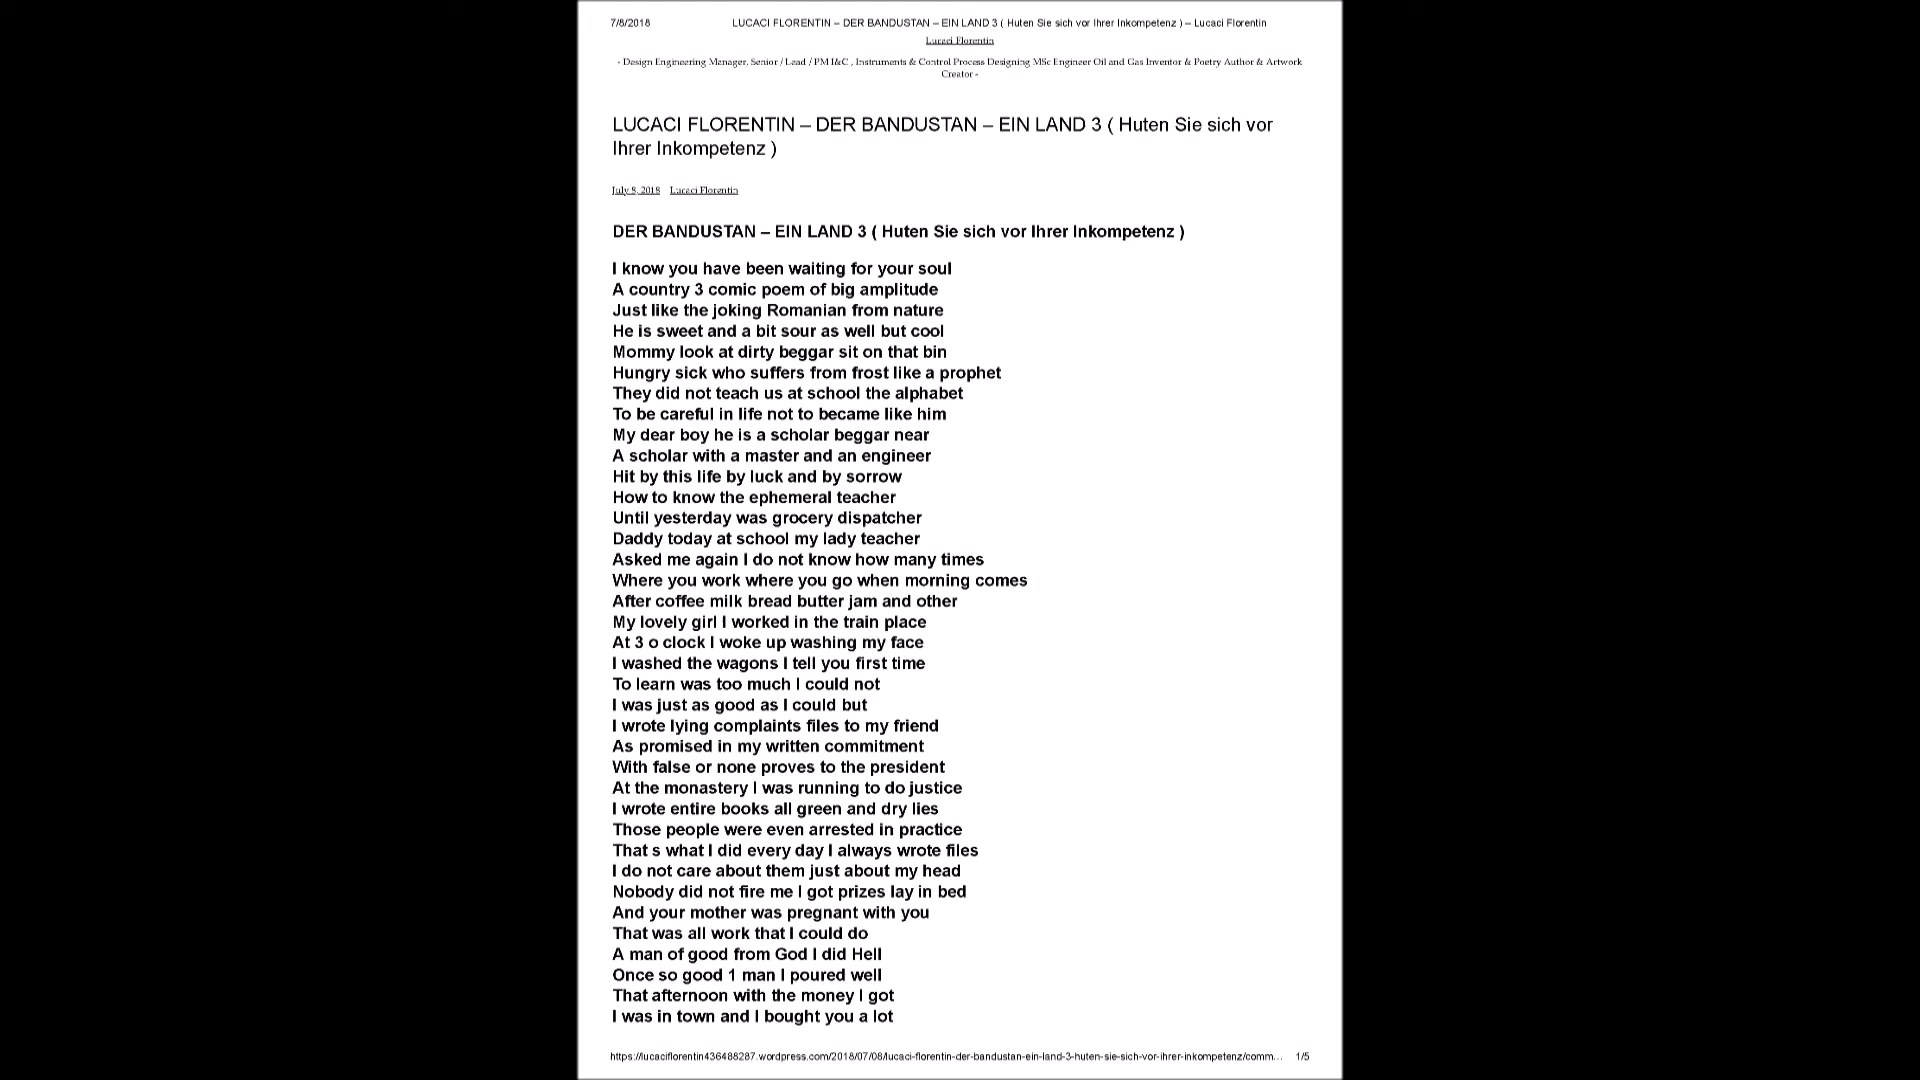 7/8/2018 LUCACI FLORENTIN – DER BANDUSTAN – EIN LAND 3 ( Huten Sie sich vor Ihrer Inkompetenz ) – Lucaci Florentin
Lucaci Florentin
- Design Engineering Manager, Senior / Lead / PM I&C , Instruments & Control Process Designing MSc Engineer Oil and Gas Inventor & Poetry Author & Artwork
Creator -
LUCACI FLORENTIN – DER BANDUSTAN – EIN LAND 3 ( Huten Sie sich vor
Ihrer Inkompetenz )
July 8, 2018 Lucaci Florentin
DER BANDUSTAN – EIN LAND 3 ( Huten Sie sich vor Ihrer Inkompetenz )
I know you have been waiting for your soul
A country 3 comic poem of big amplitude
Just like the joking Romanian from nature
He is sweet and a bit sour as well but cool
Mommy look at dirty beggar sit on that bin
Hungry sick who suffers from frost like a prophet
They did not teach us at school the alphabet
To be careful in life not to became like him
My dear boy he is a scholar beggar near
A scholar with a master and an engineer
Hit by this life by luck and by sorrow
How to know the ephemeral teacher
Until yesterday was grocery dispatcher
Daddy today at school my lady teacher
Asked me again I do not know how many times
Where you work where you go when morning comes
After coffee milk bread butter jam and other
My lovely girl I worked in the train place
At 3 o clock I woke up washing my face
I washed the wagons I tell you first time
To learn was too much I could not
I was just as good as I could but
I wrote lying complaints files to my friend
As promised in my written commitment
With false or none proves to the president
At the monastery I was running to do justice
I wrote entire books all green and dry lies
Those people were even arrested in practice
That s what I did every day I always wrote files
I do not care about them just about my head
Nobody did not fire me I got prizes lay in bed
And your mother was pregnant with you
That was all work that I could do
A man of good from God I did Hell
Once so good 1 man I poured well
That afternoon with the money I got
I was in town and I bought you a lot
https://lucaciflorentin436488287.wordpress.com/2018/07/08/lucaci-florentin-der-bandustan-ein-land-3-huten-sie-sich-vor-ihrer-inkompetenz/comm… 1/5